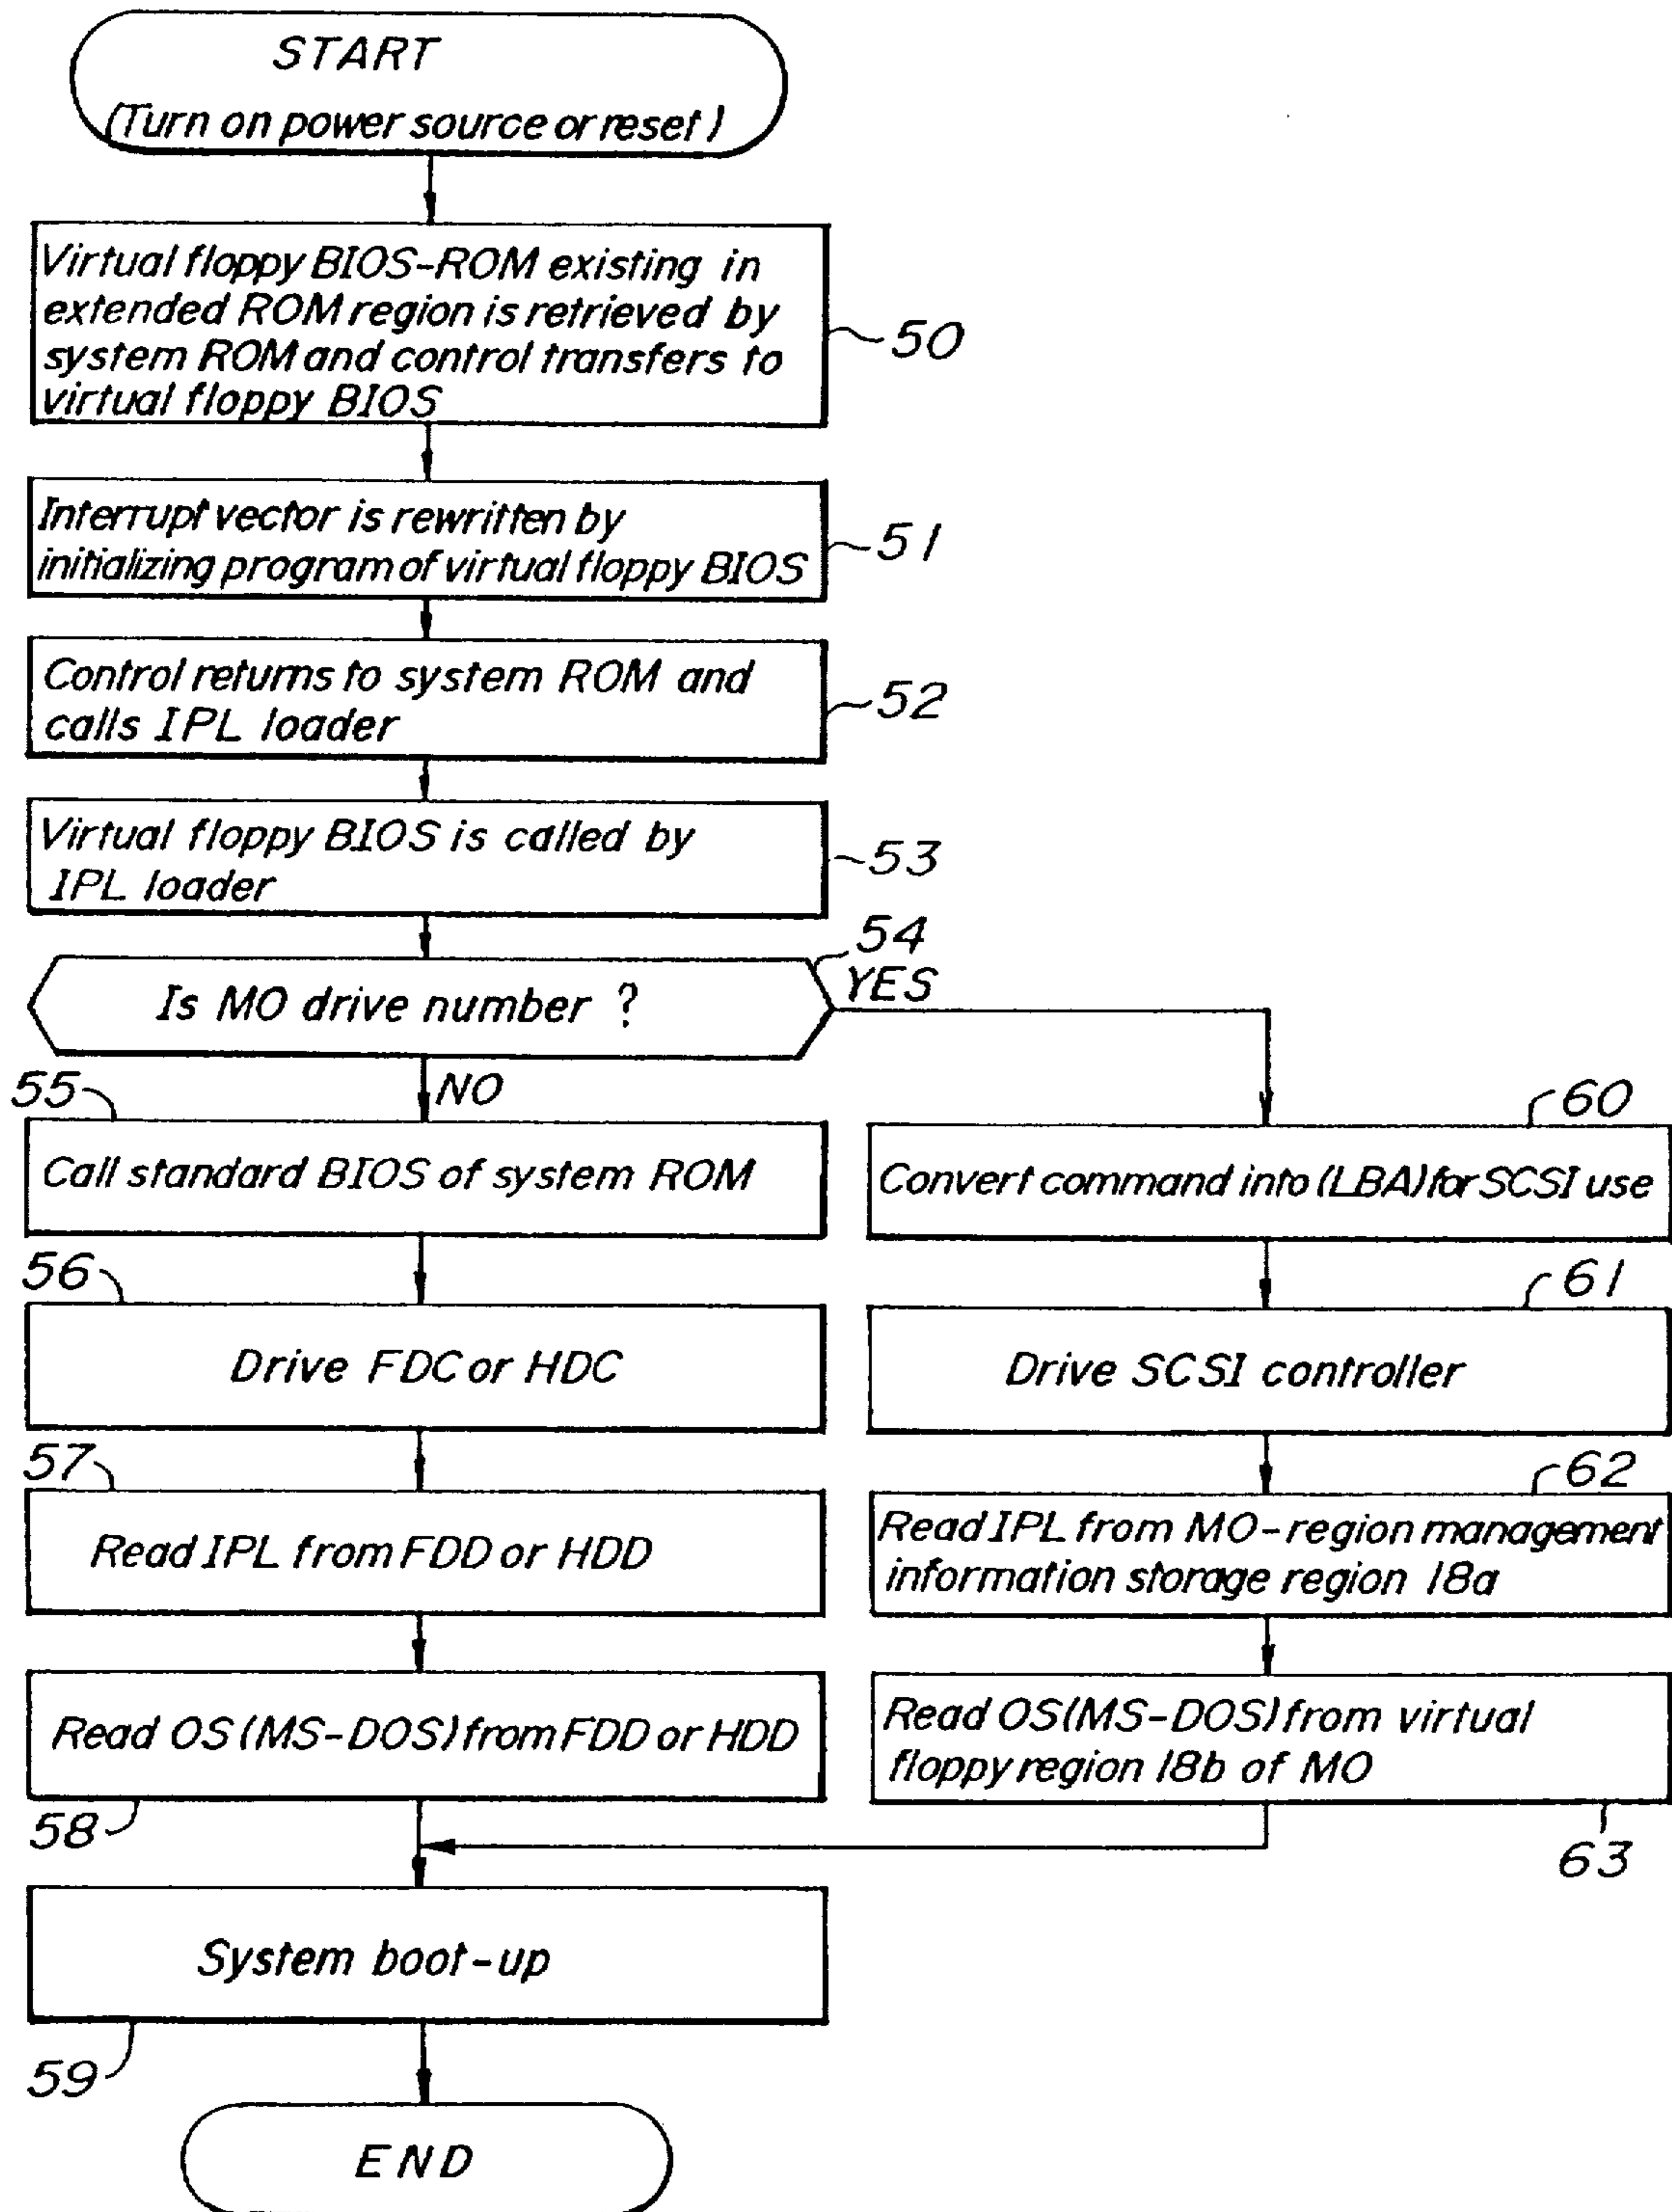 START
(Turn on power source or reset)
Virtual floppy BIOS-ROM existing in
extended ROM region is retrieved by
system ROM and control transfers to
virtual floppy BIOS
50
Interrupt vector is rewritten by
initializing program of virtual floppy BIOS
51
Control returns to system ROM and
calls IPL loader
52
Virtual floppy BIOS is called by
IPL loader
53
54
Is MO drive number ?
YES
NO
55
Call standard BIOS of system ROM
60
Convert command into (LBA) for SCSI use
56
Drive FDC or HDC
61
Drive SCSI controller
57
Read IPL from FDD or HDD
62
Read IPL from MO-region management
information storage region 18a
Read OS (MS-DOS) from FDD or HDD
58
Read OS (MS-DOS) from virtual
floppy region 18b of MO
63
System boot-up
59
END